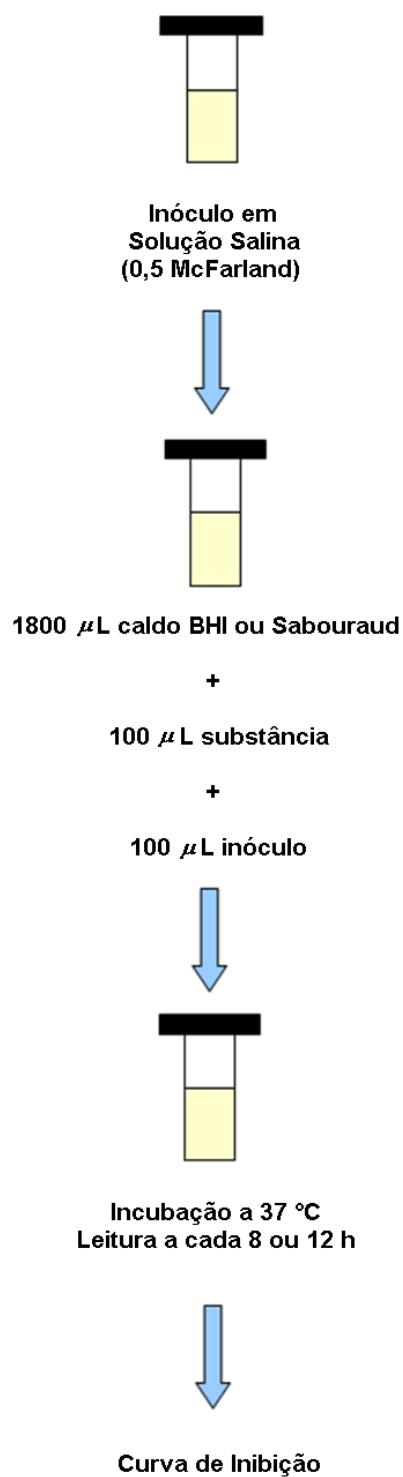 Inóculo em
Solução Salina
(0,5 McFarland)
1800 μL caldo BHI ou Sabouraud
+
100 μL substância
+
100 μL inóculo
Incubação a 37 °C
Leitura a cada 8 ou 12 h
Curva de Inibição